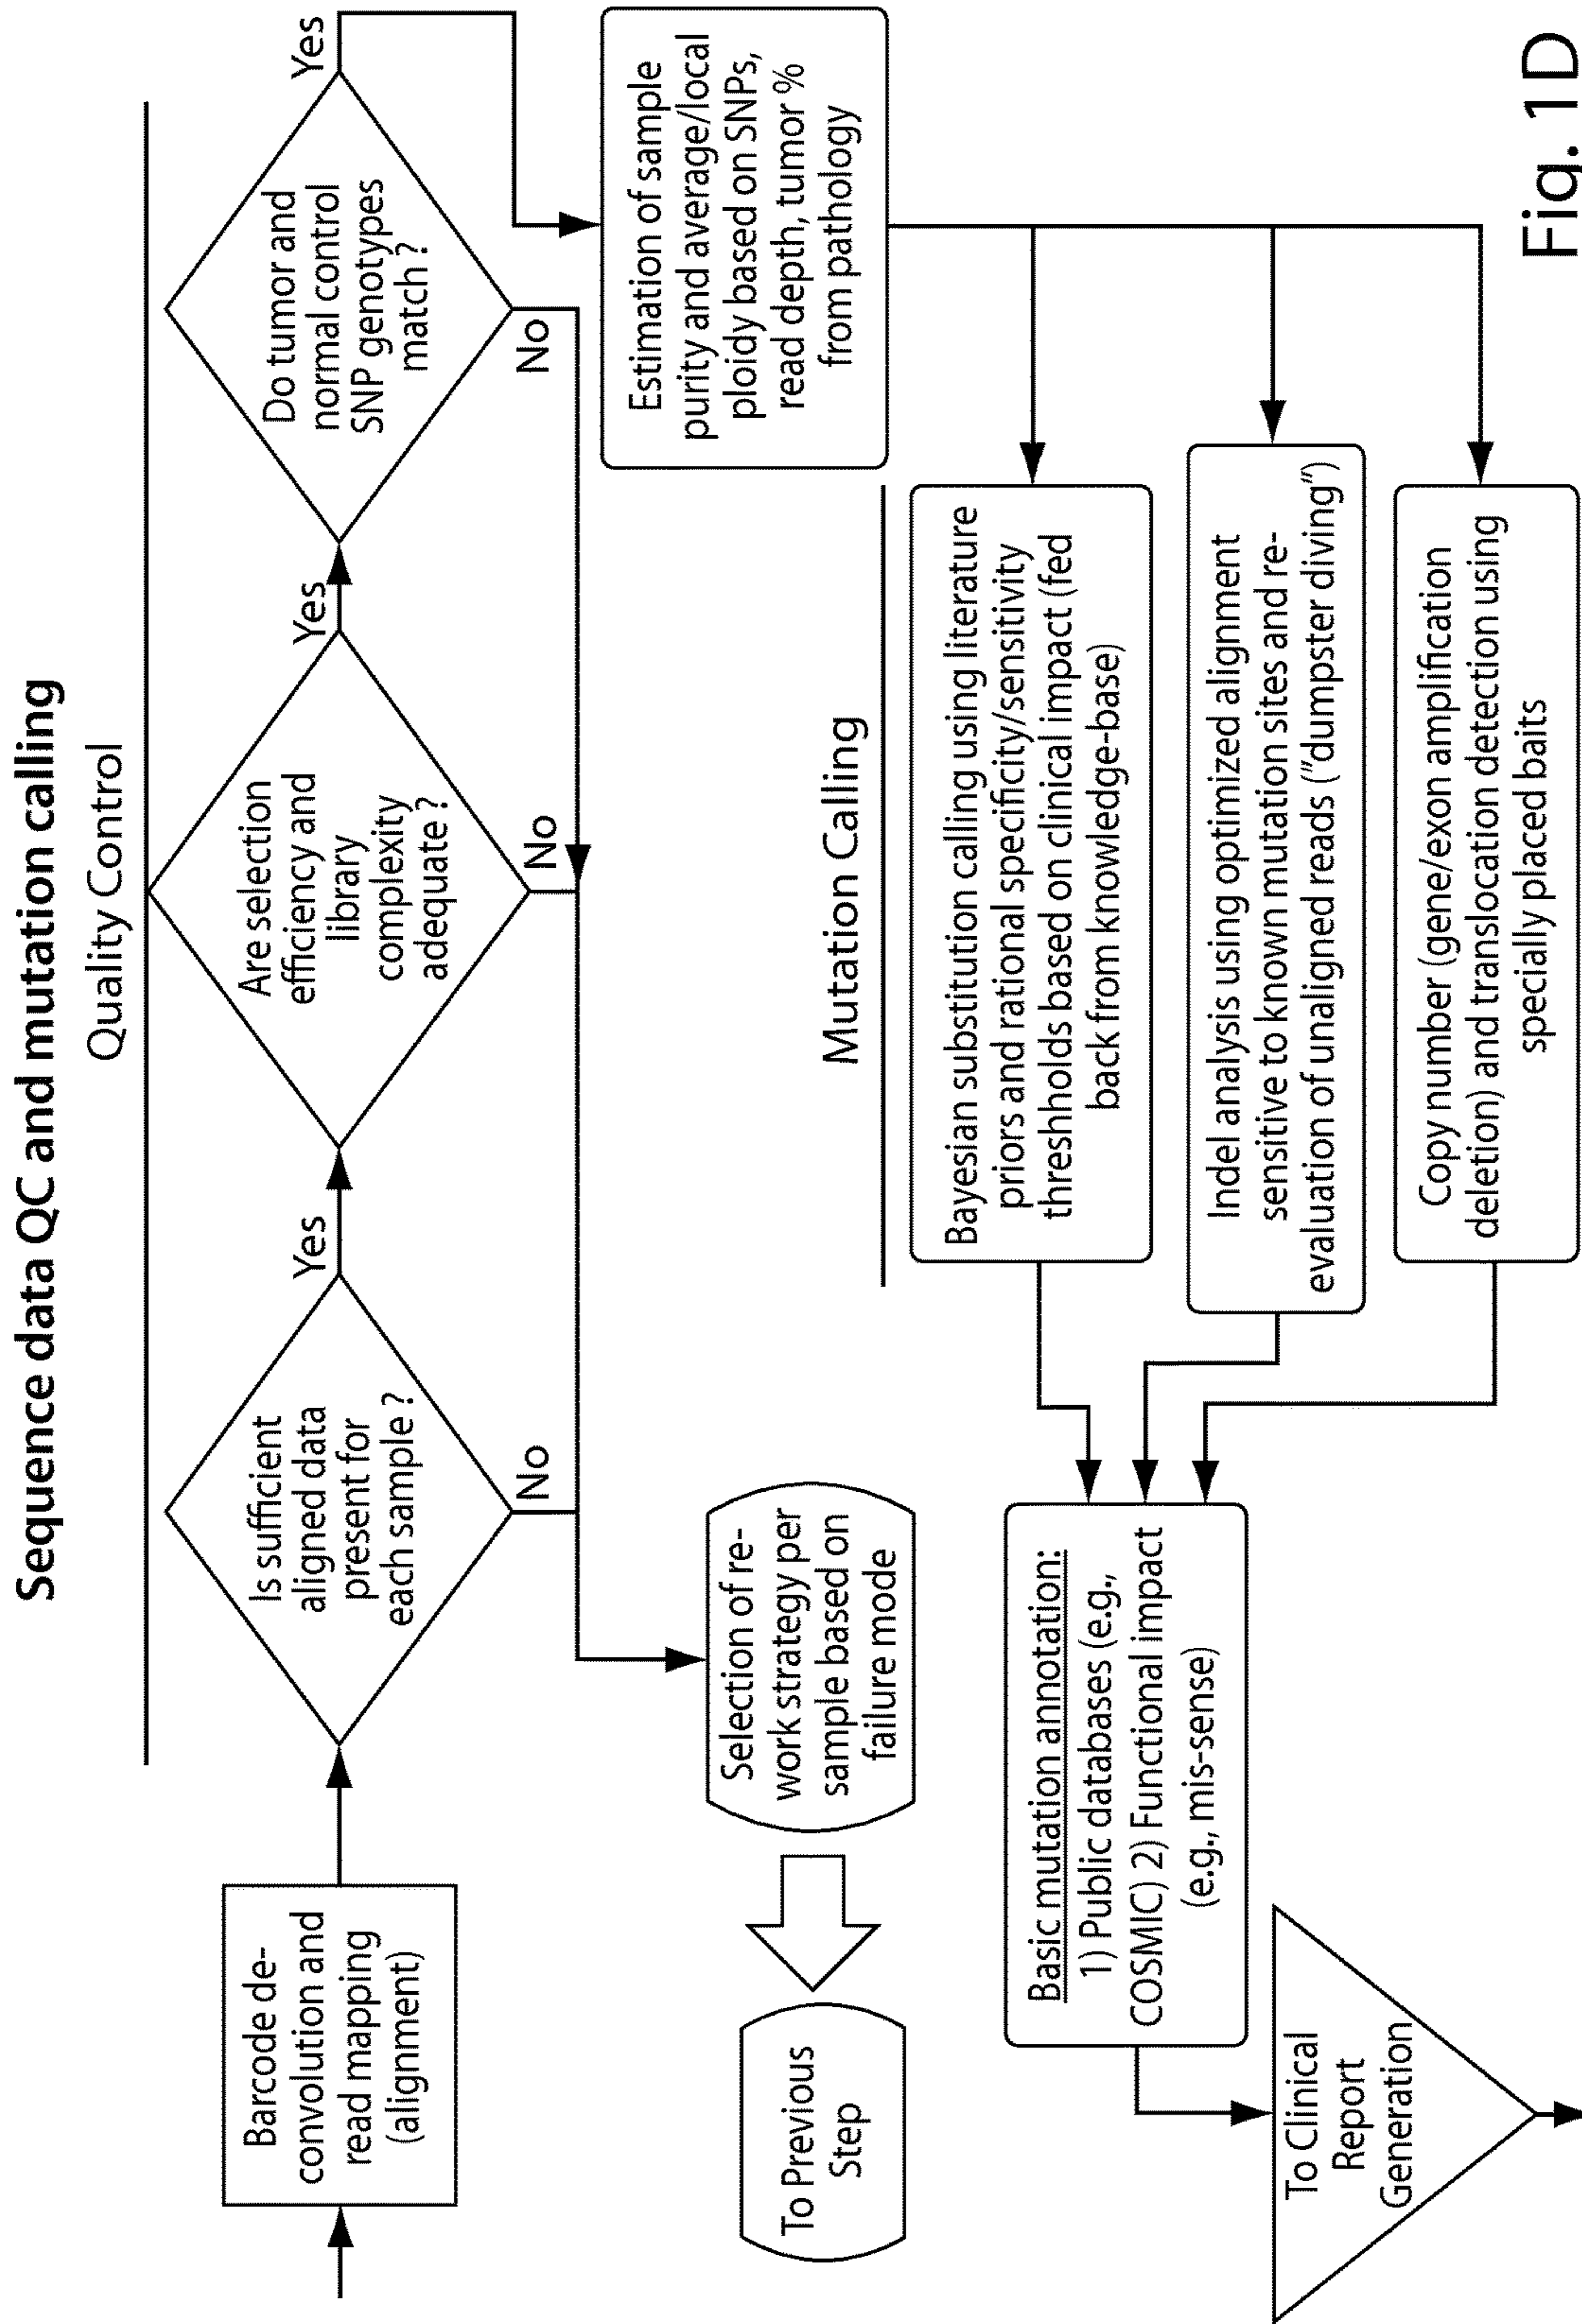 Sequence data QC and mutation calling
Quality Control
Barcode de-
convolution and
read mapping
(alignment)
Is sufficient
aligned data
present for
each sample ?
Yes
No
Are selection
efficiency and
library
complexity
adequate ?
Yes
No
Do tumor and
normal control
SNP genotypes
match ?
Yes
No
Estimation of sample
purity and average/local
ploidy based on SNPs,
read depth, tumor %
from pathology
Selection of re-
work strategy per
sample based on
failure mode
To Previous
Step
Mutation Calling
Bayesian substitution calling using literature
priors and rational specificity/sensitivity
threshholds based on clinical impact (fed
back from knowledge-base)
Indel analysis using optimized alignment
sensitive to known mutation sites and re-
evaluation of unaligned reads ("dumpster diving")
Copy number (gene/exon amplification
deletion) and translocation detection using
specially placed baits
Basic mutation annotation:
1) Public databases (e.g.,
COSMIC) 2) Functional impact
(e.g., mis-sense)
To Clinical
Report
Generation
Fig. 1D